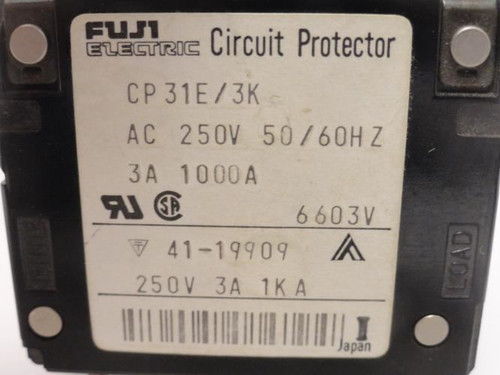 FUJI ELECTRIC Circuit Protector
CP31E/3K
AC 250V 50/60HZ
3A 1000A
6603V
41-19909
250V 3A 1KA
Japan
LINE
LOAD